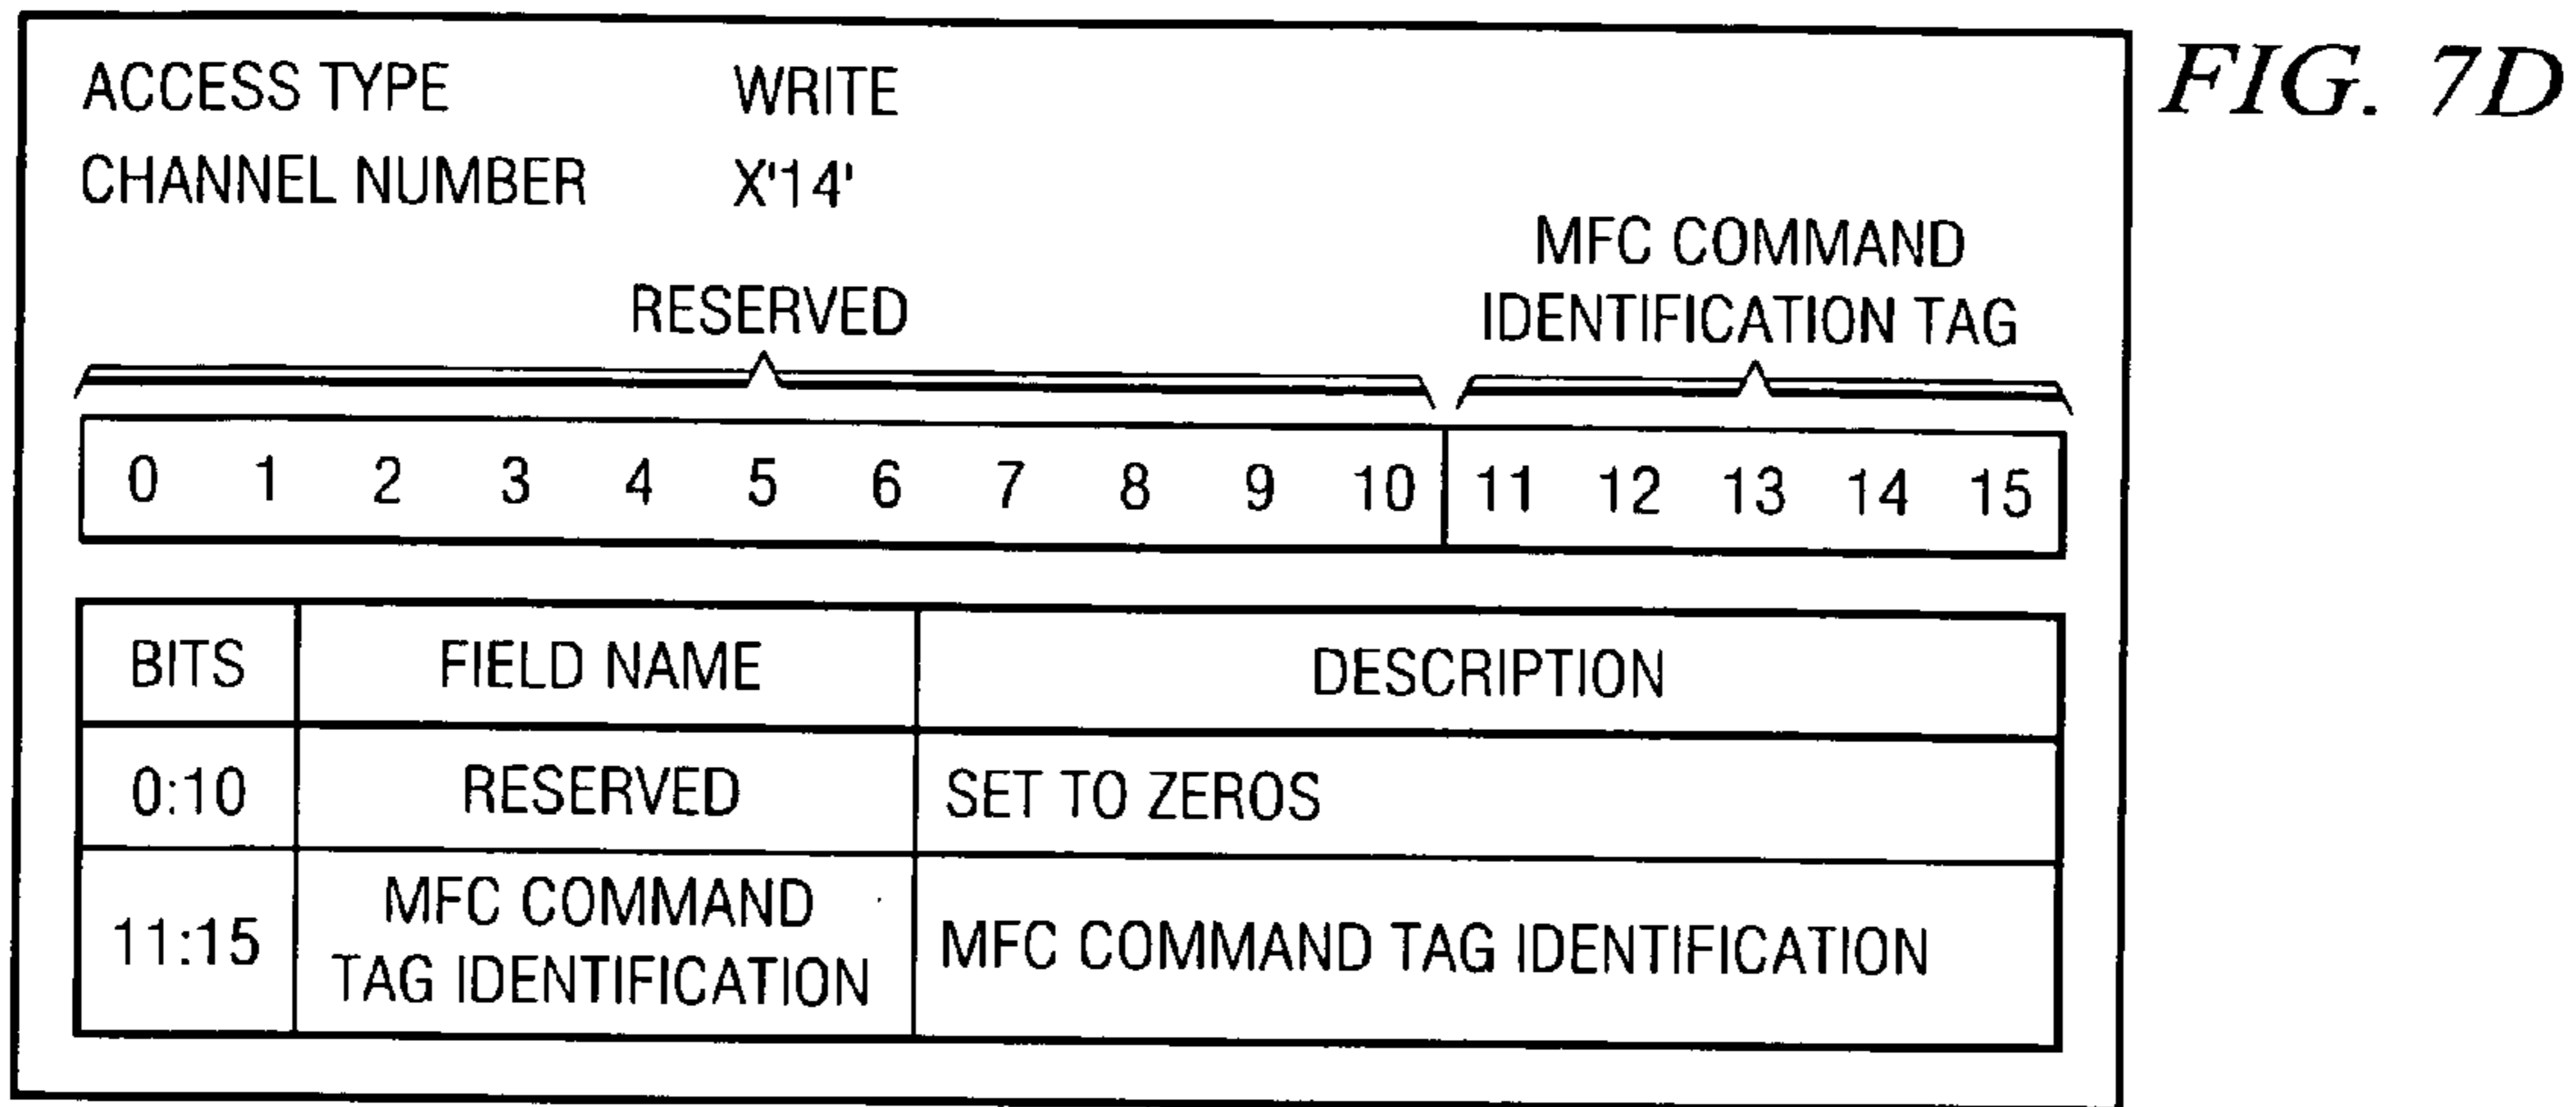 FIG. 7D
ACCESS TYPE WRITE
CHANNEL NUMBER X'14'
RESERVED
MFC COMMAND
IDENTIFICATION TAG
0 1 2 3 4 5 6 7 8 9 10 11 12 13 14 15
BITS FIELD NAME DESCRIPTION
0:10 RESERVED SET TO ZEROS
11:15 MFC COMMAND
TAG IDENTIFICATION MFC COMMAND TAG IDENTIFICATION